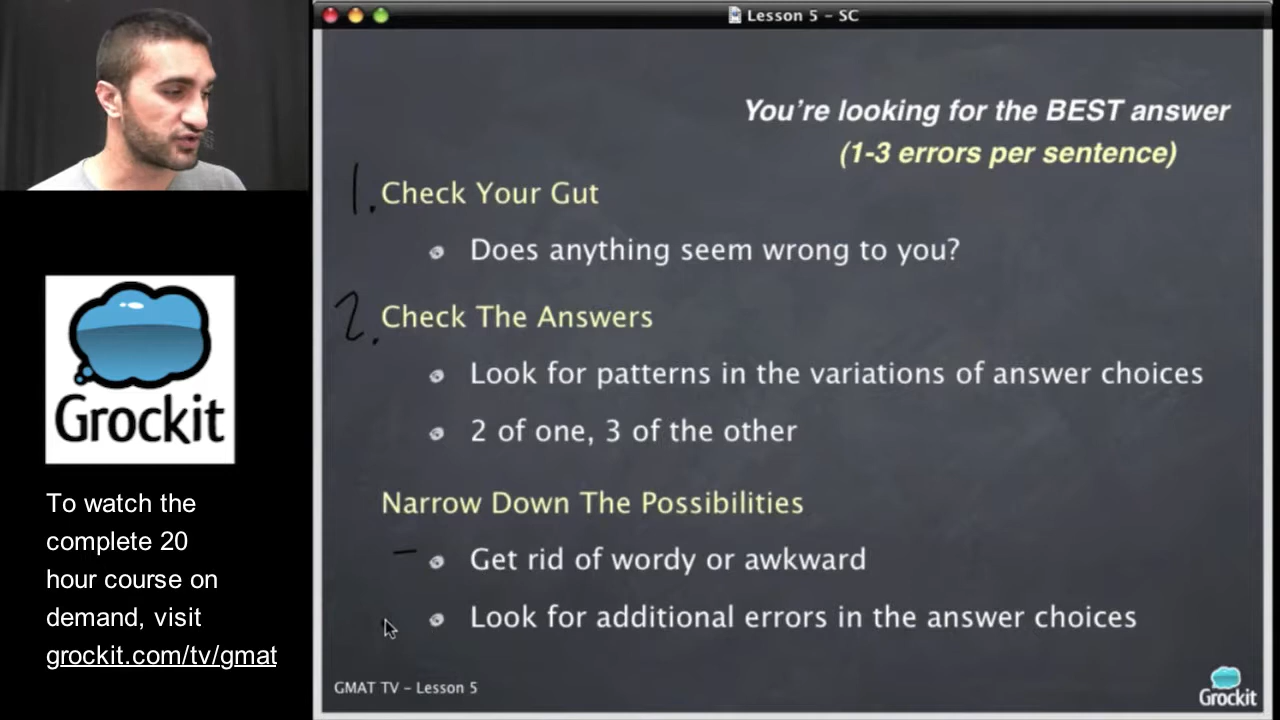 Lesson 5 – SC
You're looking for the BEST answer
(1-3 errors per sentence)
1. Check Your Gut
Does anything seem wrong to you?
2. Check The Answers
Look for patterns in the variations of answer choices
2 of one, 3 of the other
Narrow Down The Possibilities
Get rid of wordy or awkward
Look for additional errors in the answer choices
GMAT TV – Lesson 5
Grockit
Grockit
To watch the
complete 20
hour course on
demand, visit
grockit.com/tv/gmat